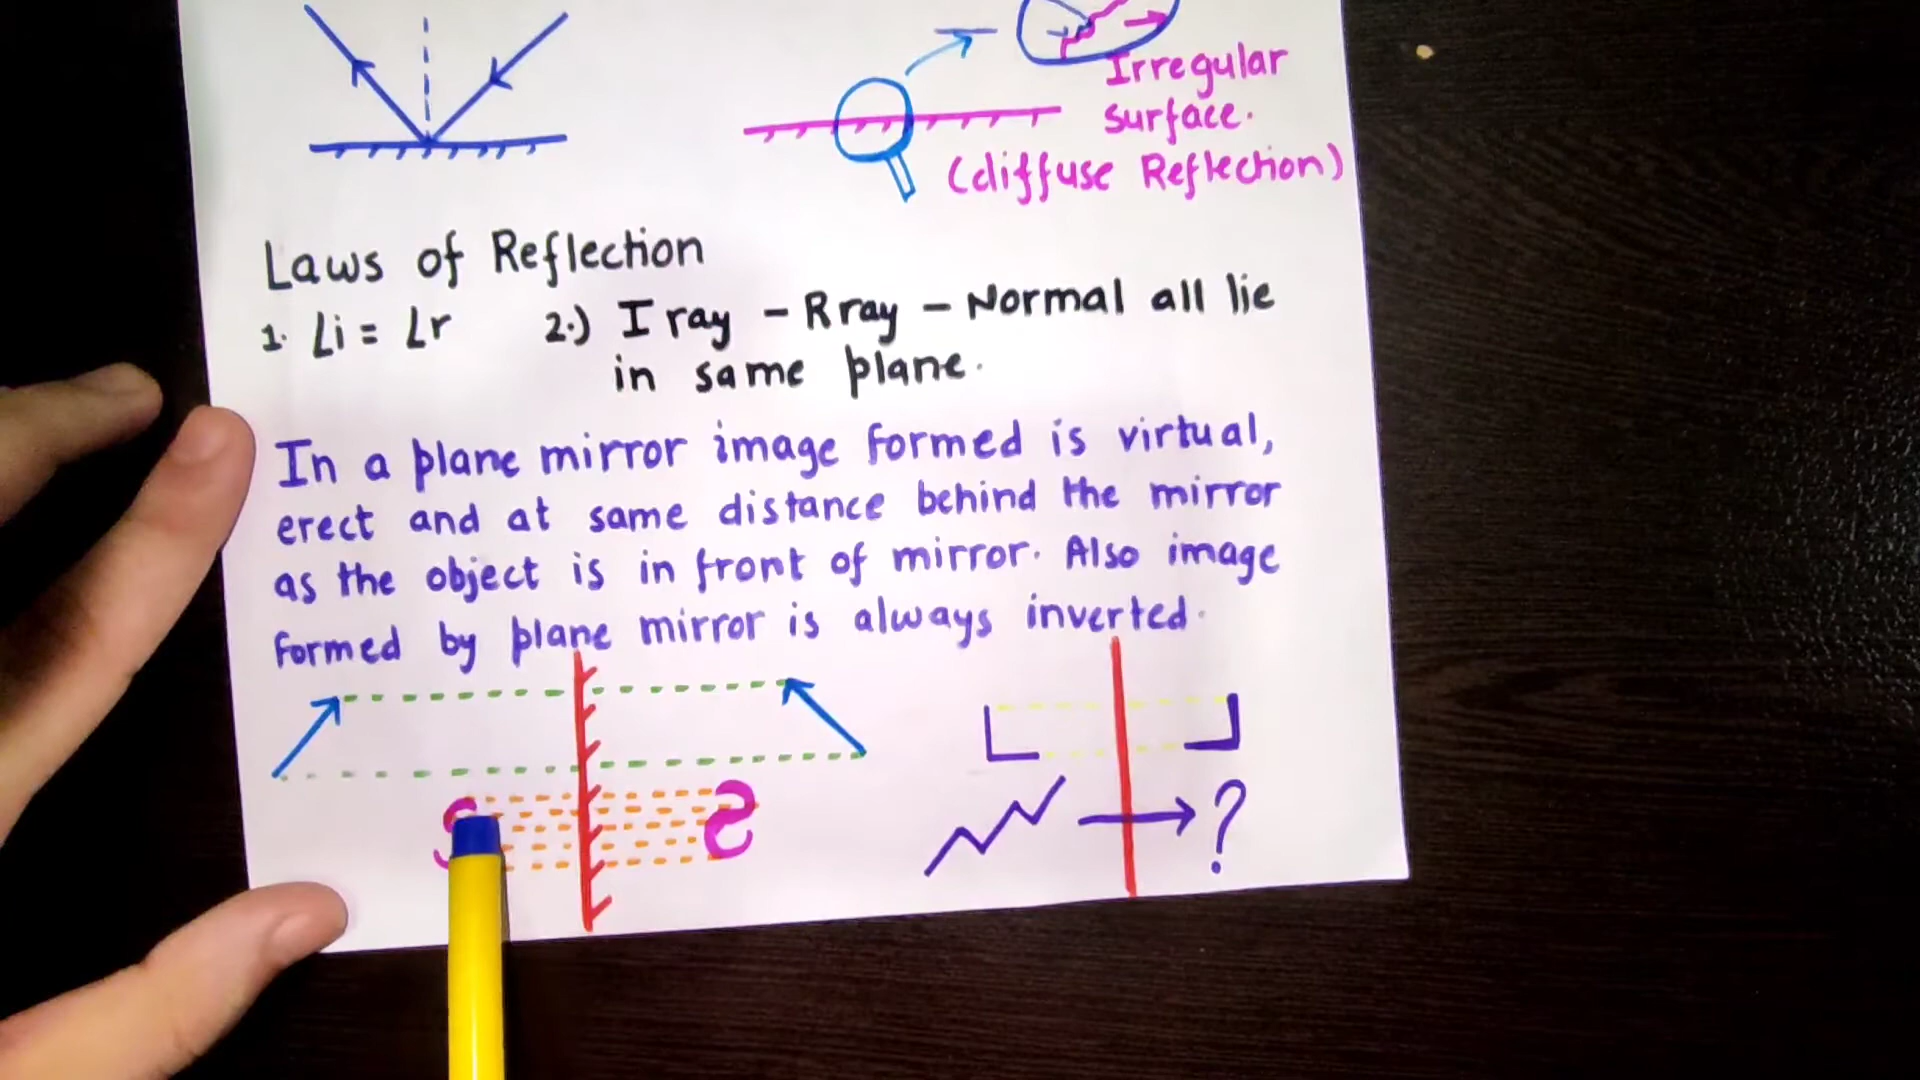 Irregular
surface.
(diffuse Reflection)
Laws of Reflection
1. ∠i = ∠r 2.) I ray - R ray - Normal all lie
in same plane.
In a plane mirror image formed is virtual,
erect and at same distance behind the mirror
as the object is in front of mirror. Also image
formed by plane mirror is always inverted.
?